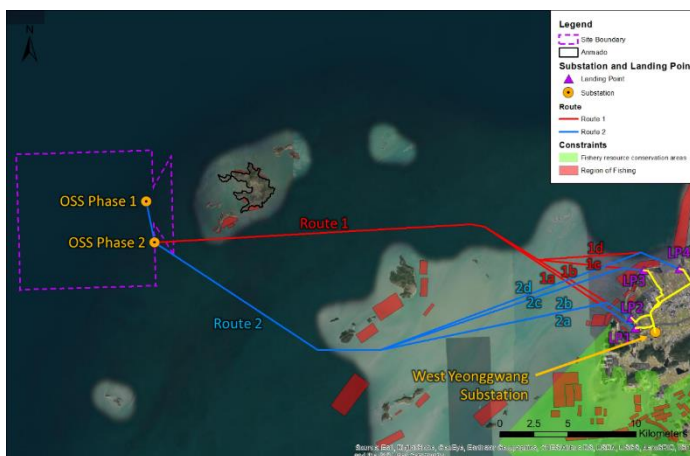 N
Legend
Site Boundary
Anmado
Substation and Landing Point
Landing Point
Substation
Route
Route 1
Route 2
Constraints
Fishery resource conservation areas
Region of Fishing
OSS Phase 1
OSS Phase 2
Route 1
Route 2
1d
1c
1b
1a
2d
2c
2b
2a
LP4
LP3
LP2
LP1
West Yeonggwang
Substation
0 2.5 5 10
Kilometers